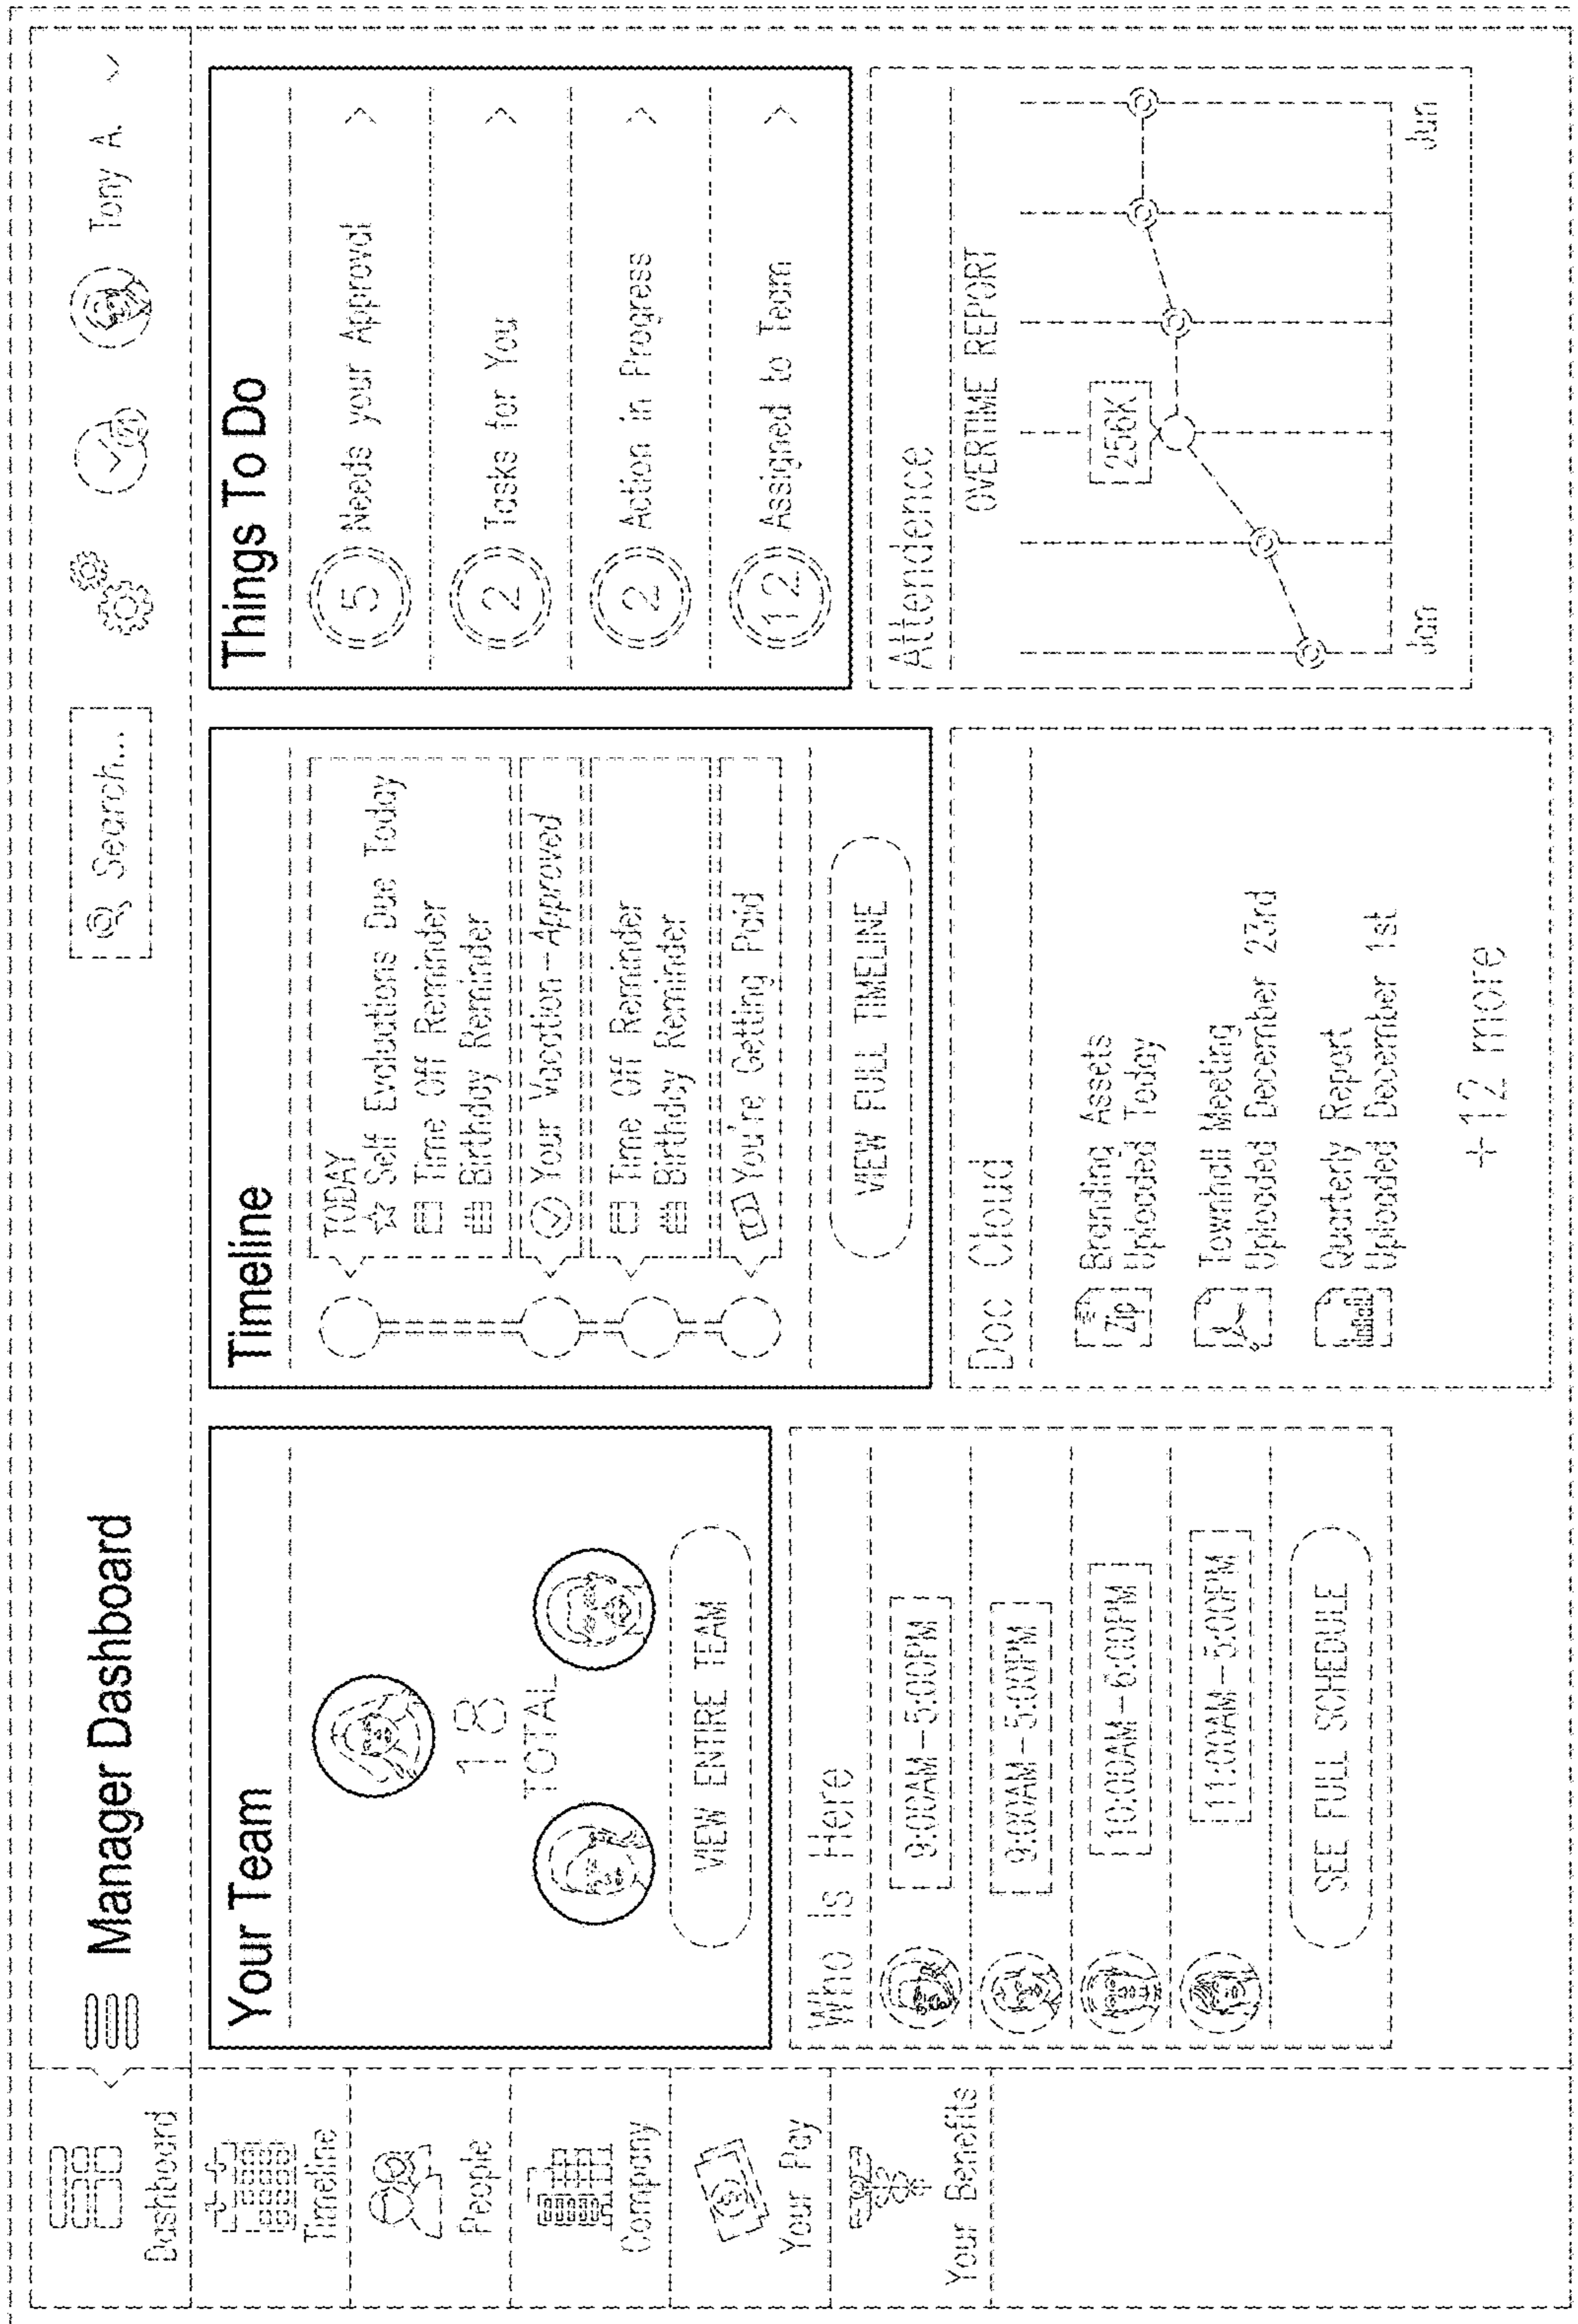 Manager Dashboard
Search...
Tony A.
Dashboard
Timeline
People
Company
Your Pay
Your Benefits
Your Team
18
TOTAL
VIEW ENTIRE TEAM
Who Is Here
9:00AM-5:00PM
9:00AM-5:00PM
10:00AM-6:00PM
11:00AM-5:00PM
SEE FULL SCHEDULE
Timeline
TODAY
Self Evaluations Due Today
Time Off Reminder
Birthday Reminder
Your Vacation-Approved
Time Off Reminder
Birthday Reminder
You're Getting Paid
VIEW FULL TIMELINE
Doc Cloud
Zip
Branding Assets
Uploaded Today
Townhall Meeting
Uploaded December 23rd
Quarterly Report
Uploaded December 1st
+12 more
Things To Do
5 Needs your Approval
2 Tasks for You
2 Action in Progress
12 Assigned to Team
Attendence
OVERTIME REPORT
256K
Jan Jun